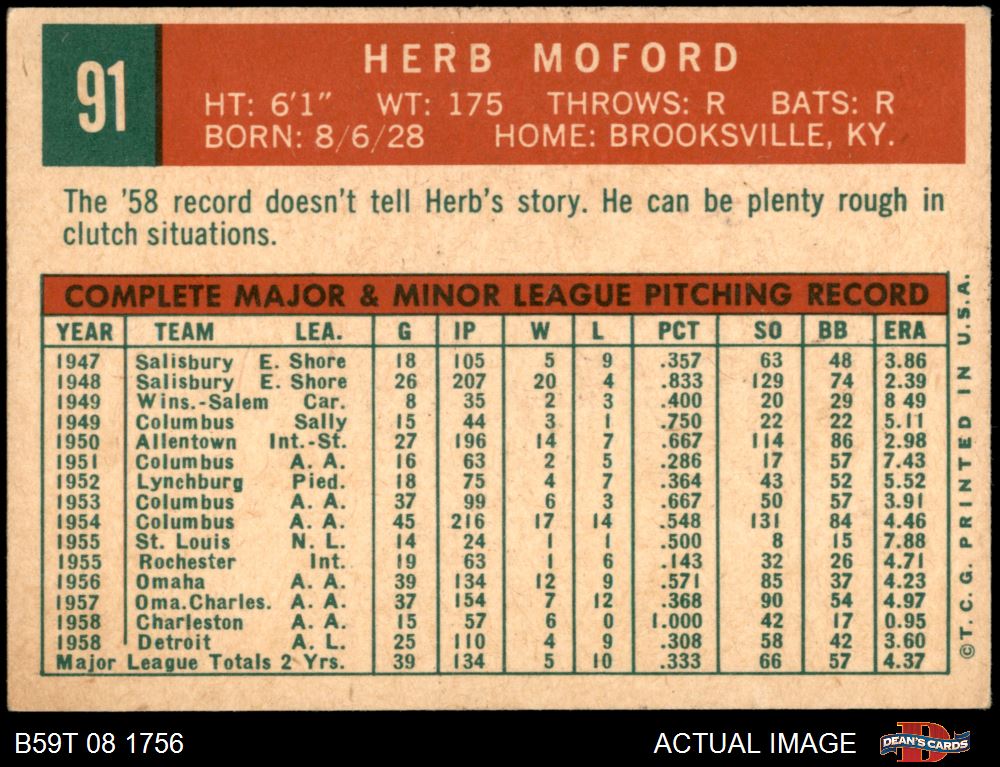 91
HERB MOFORD
HT: 6'1" WT: 175 THROWS: R BATS: R
BORN: 8/6/28 HOME: BROOKSVILLE, KY.
The '58 record doesn't tell Herb's story. He can be plenty rough in
clutch situations.
COMPLETE MAJOR & MINOR LEAGUE PITCHING RECORD
YEAR TEAM LEA. G IP W L PCT SO BB ERA
1947 Salisbury E. Shore 18 105 5 9 .357 63 48 3.86
1948 Salisbury E. Shore 26 207 20 4 .833 129 74 2.39
1949 Wins.-Salem Car. 8 35 2 3 .400 20 29 8 49
1949 Columbus Sally 15 44 3 1 .750 22 22 5.11
1950 Allentown Int.-St. 27 196 14 7 .667 114 86 2.98
1951 Columbus A. A. 16 63 2 5 .286 17 57 7.43
1952 Lynchburg Pied. 18 75 4 7 .364 43 52 5.52
1953 Columbus A. A. 37 99 6 3 .667 50 57 3.91
1954 Columbus A. A. 45 216 17 14 .548 131 84 4.46
1955 St. Louis N. L. 14 24 1 1 .500 8 15 7.88
1955 Rochester Int. 19 63 1 6 .143 32 26 4.71
1956 Omaha A. A. 39 134 12 9 .571 85 37 4.23
1957 Oma.Charles. A. A. 37 154 7 12 .368 90 54 4.97
1958 Charleston A. A. 15 57 6 0 1.000 42 17 0.95
1958 Detroit A. L. 25 110 4 9 .308 58 42 3.60
Major League Totals 2 Yrs. 39 134 5 10 .333 66 57 4.37
©T. C. G. PRINTED IN U.S.A.
B59T 08 1756
ACTUAL IMAGE
DEAN'S CARDS